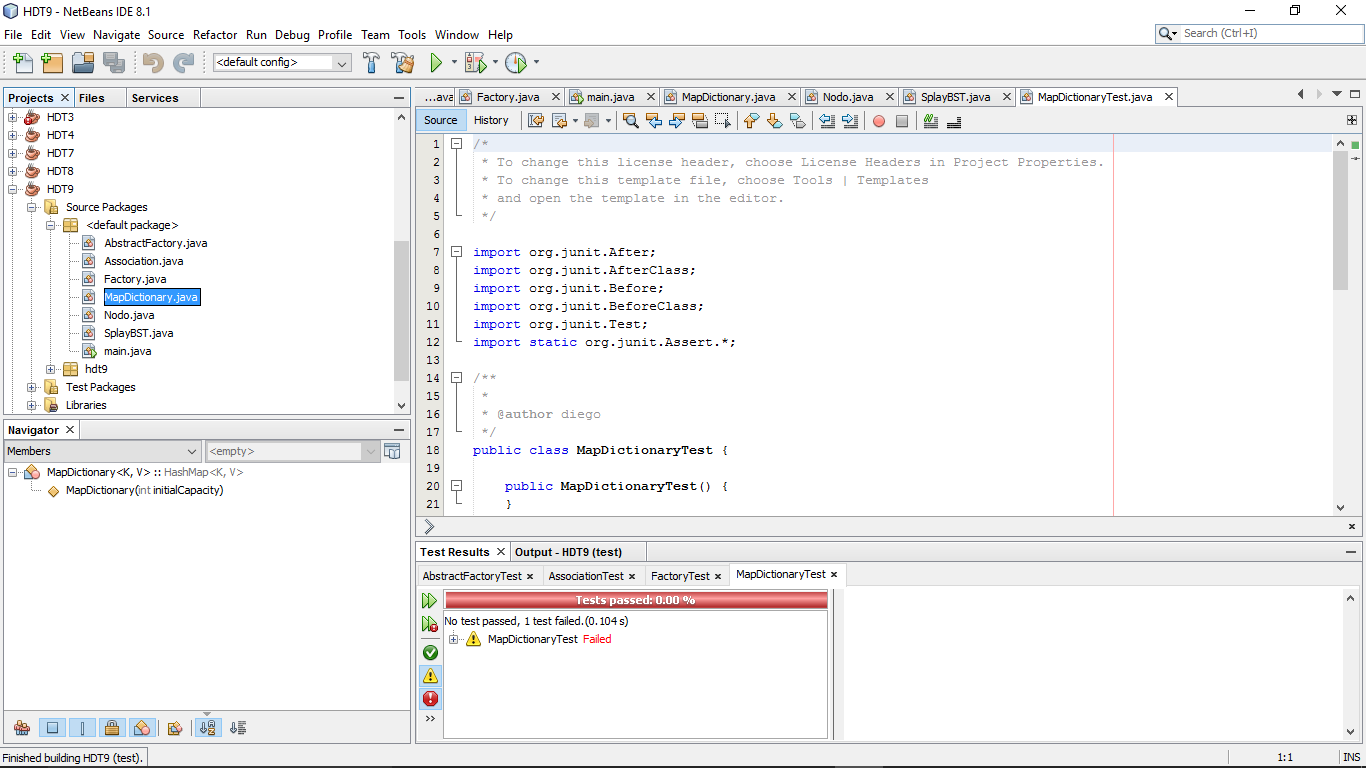 HDT9 - NetBeans IDE 8.1
File Edit View Navigate Source Refactor Run Debug Profile Team Tools Window Help
Search (Ctrl+I)
<default config>
Projects Files Services
HDT3
HDT4
HDT7
HDT8
HDT9
Source Packages
<default package>
AbstractFactory.java
Association.java
Factory.java
MapDictionary.java
Nodo.java
SplayBST.java
main.java
hdt9
Test Packages
Libraries
Navigator
Members <empty>
MapDictionary<K, V> :: HashMap<K, V>
MapDictionary(int initialCapacity)
...ava Factory.java main.java MapDictionary.java Nodo.java SplayBST.java MapDictionaryTest.java
Source History
1 /*
2 * To change this license header, choose License Headers in Project Properties.
3 * To change this template file, choose Tools | Templates
4 * and open the template in the editor.
5 */
6
7 import org.junit.After;
8 import org.junit.AfterClass;
9 import org.junit.Before;
10 import org.junit.BeforeClass;
11 import org.junit.Test;
12 import static org.junit.Assert.*;
13
14 /**
15 *
16 * @author diego
17 */
18 public class MapDictionaryTest {
19
20 public MapDictionaryTest() {
21 }
Test Results Output - HDT9 (test)
AbstractFactoryTest AssociationTest FactoryTest MapDictionaryTest
Tests passed: 0.00 %
No test passed, 1 test failed.(0.104 s)
MapDictionaryTest Failed
Finished building HDT9 (test).
1:1 INS